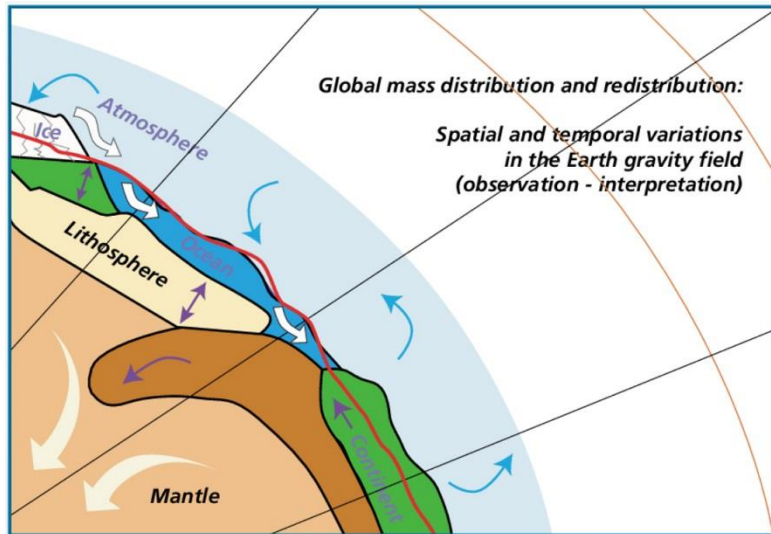 Global mass distribution and redistribution:
Spatial and temporal variations
in the Earth gravity field
(observation - interpretation)
Atmosphere
Ice
Ocean
Lithosphere
Continent
Mantle